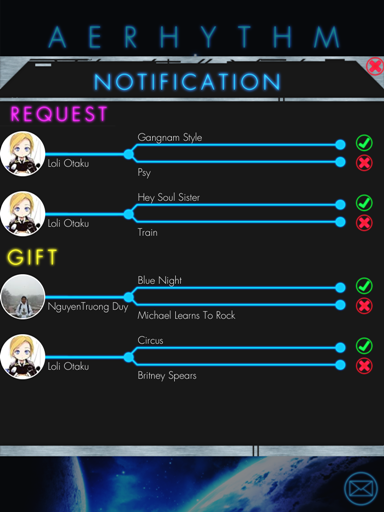 AERHYTHM
NOTIFICATION
REQUEST
Gangnam Style
Loli Otaku
Psy
Hey Soul Sister
Loli Otaku
Train
GIFT
Blue Night
NguyenTruong Duy
Michael Learns To Rock
Circus
Loli Otaku
Britney Spears